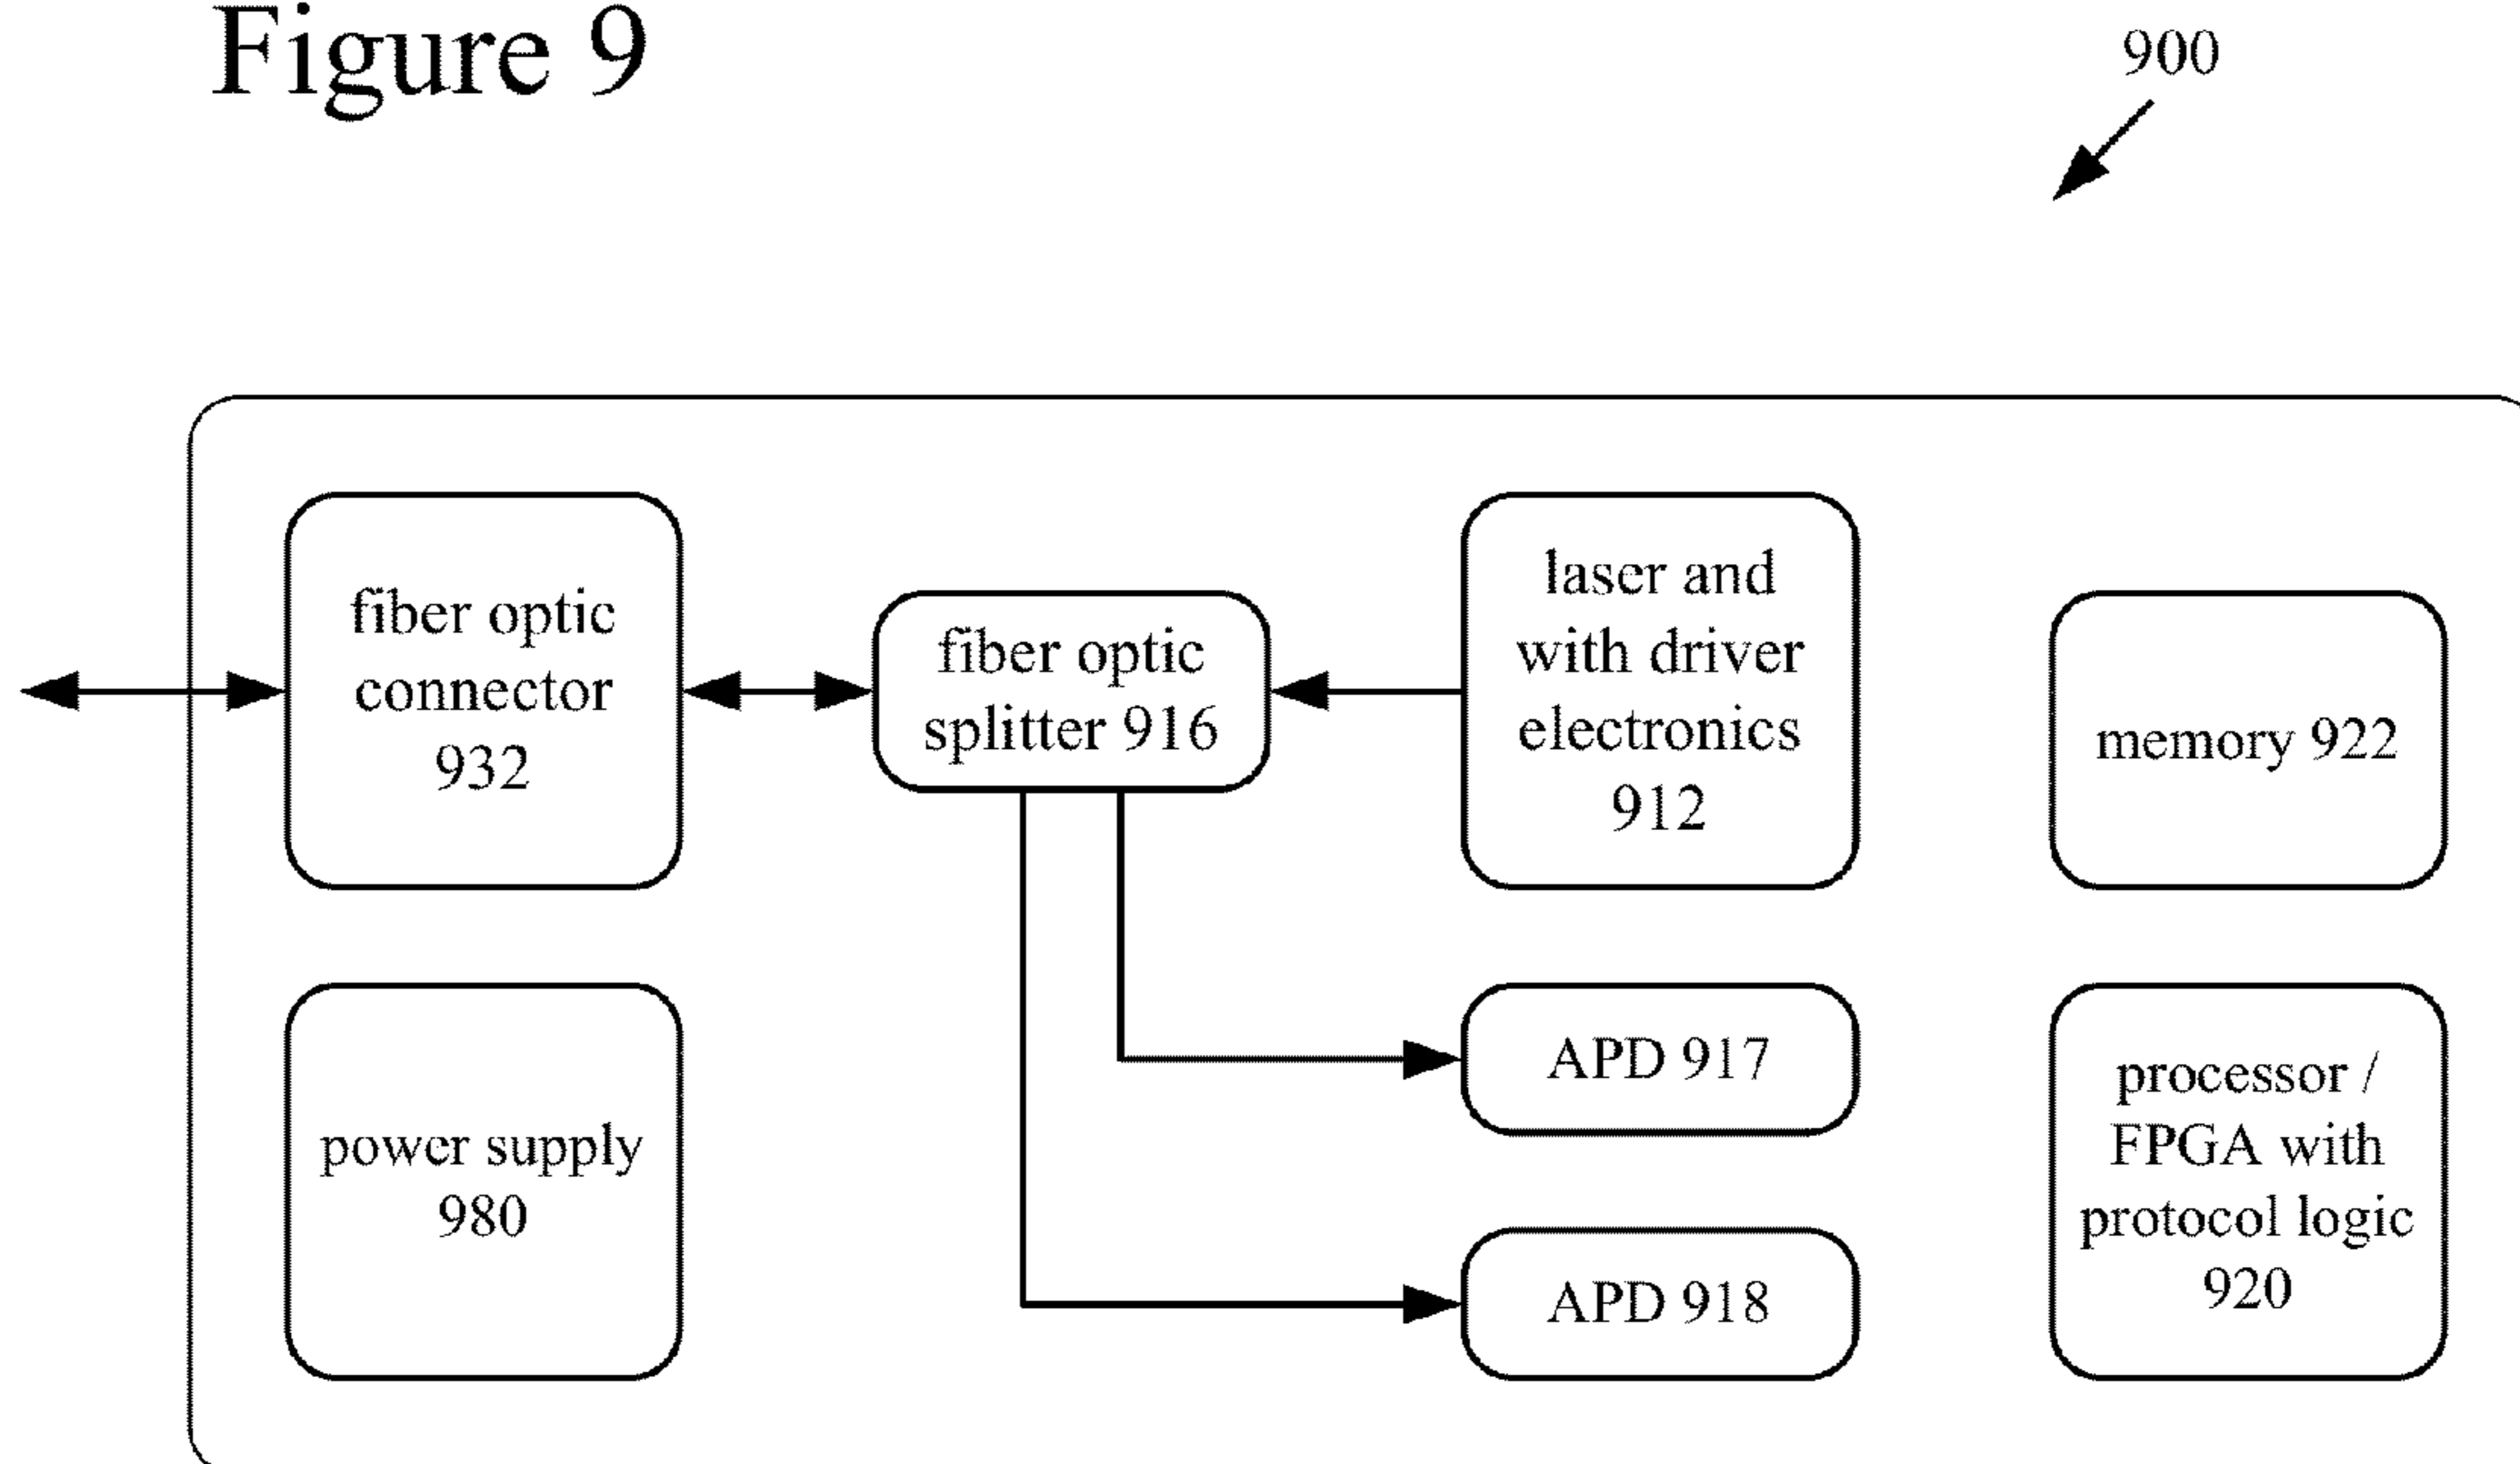 Figure 9
900
fiber optic
connector
932
fiber optic
splitter 916
laser and
with driver
electronics
912
memory 922
power supply
980
APD 917
APD 918
processor /
FPGA with
protocol logic
920